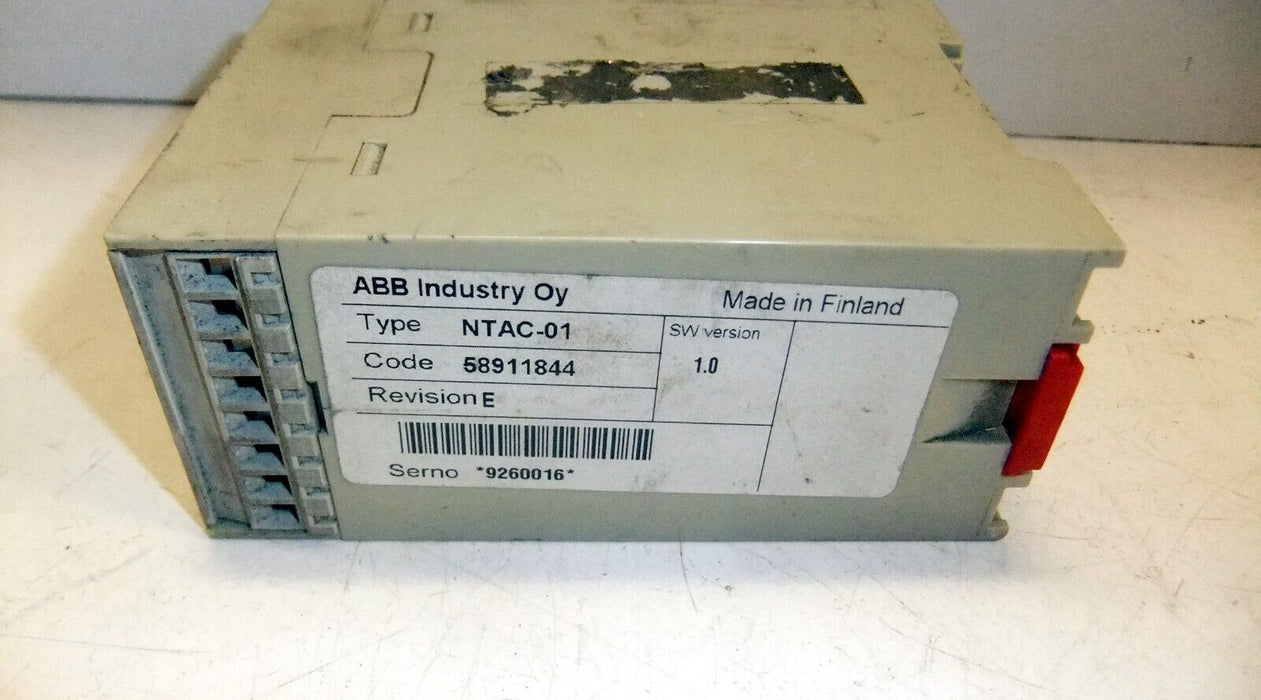 ABB Industry Oy
Made in Finland
Type NTAC-01
SW version
Code 58911844
1.0
Revision E
Serno *9260016*